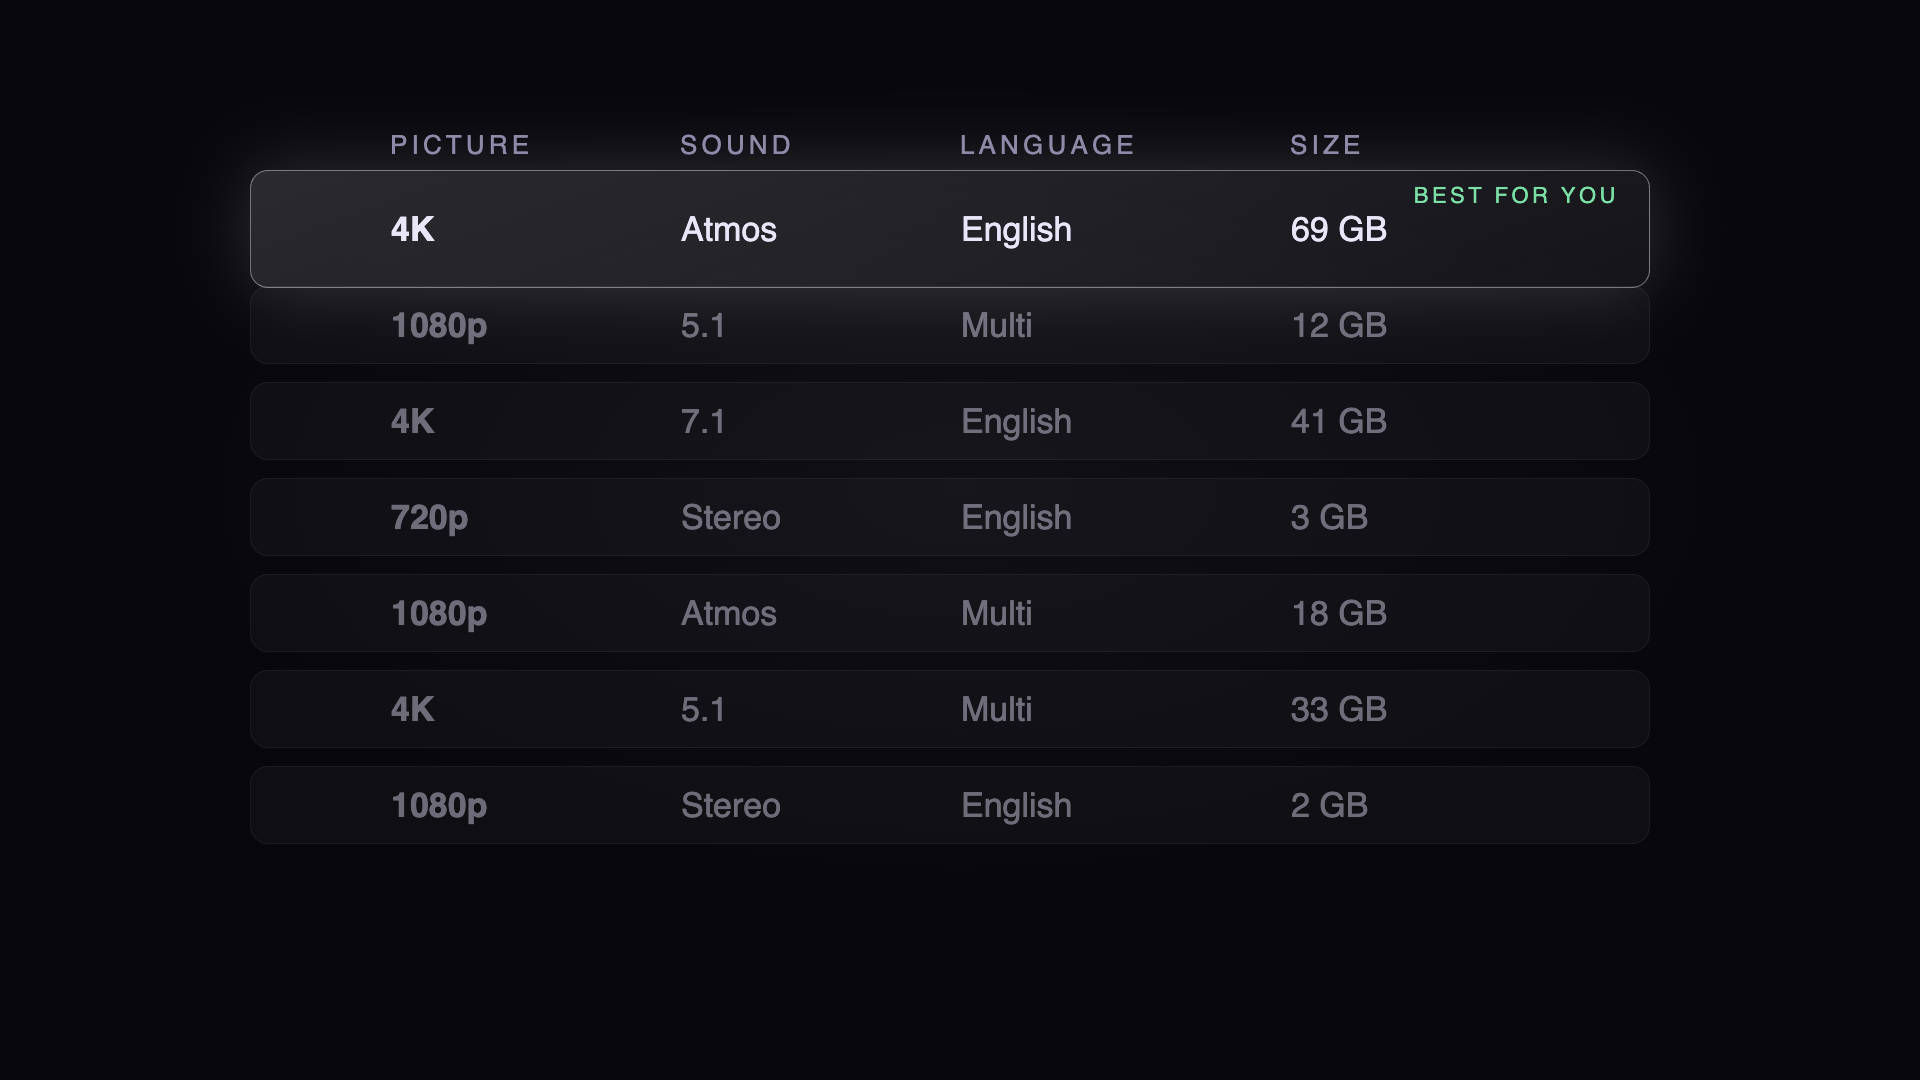 PICTURE SOUND LANGUAGE SIZE
BEST FOR YOU
4K Atmos English 69 GB
1080p 5.1 Multi 12 GB
4K 7.1 English 41 GB
720p Stereo English 3 GB
1080p Atmos Multi 18 GB
4K 5.1 Multi 33 GB
1080p Stereo English 2 GB